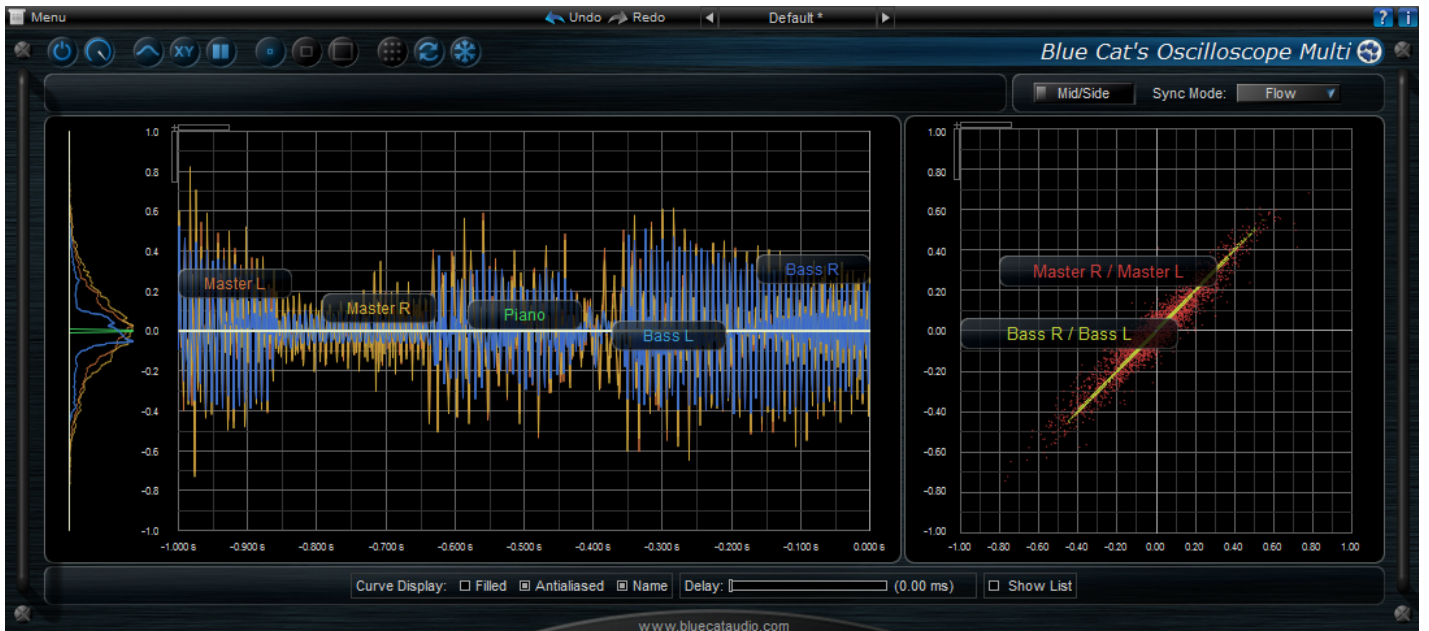 Menu Undo Redo Default * ? i
XY Blue Cat's Oscilloscope Multi
Mid/Side Sync Mode: Flow
1.0
0.8
0.6
0.4
0.2
0.0
-0.2
-0.4
-0.6
-0.8
-1.0
Master L
Master R
Piano
Bass L
Bass R
-1.000 s -0.900 s -0.800 s -0.700 s -0.600 s -0.500 s -0.400 s -0.300 s -0.200 s -0.100 s 0.000 s
1.00
0.80
0.60
0.40
0.20
0.00
-0.20
-0.40
-0.60
-0.80
-1.00
Master R / Master L
Bass R / Bass L
-1.00 -0.80 -0.60 -0.40 -0.20 0.00 0.20 0.40 0.60 0.80 1.00
Curve Display: Filled Antialiased Name Delay: (0.00 ms) Show List
www.bluecataudio.com